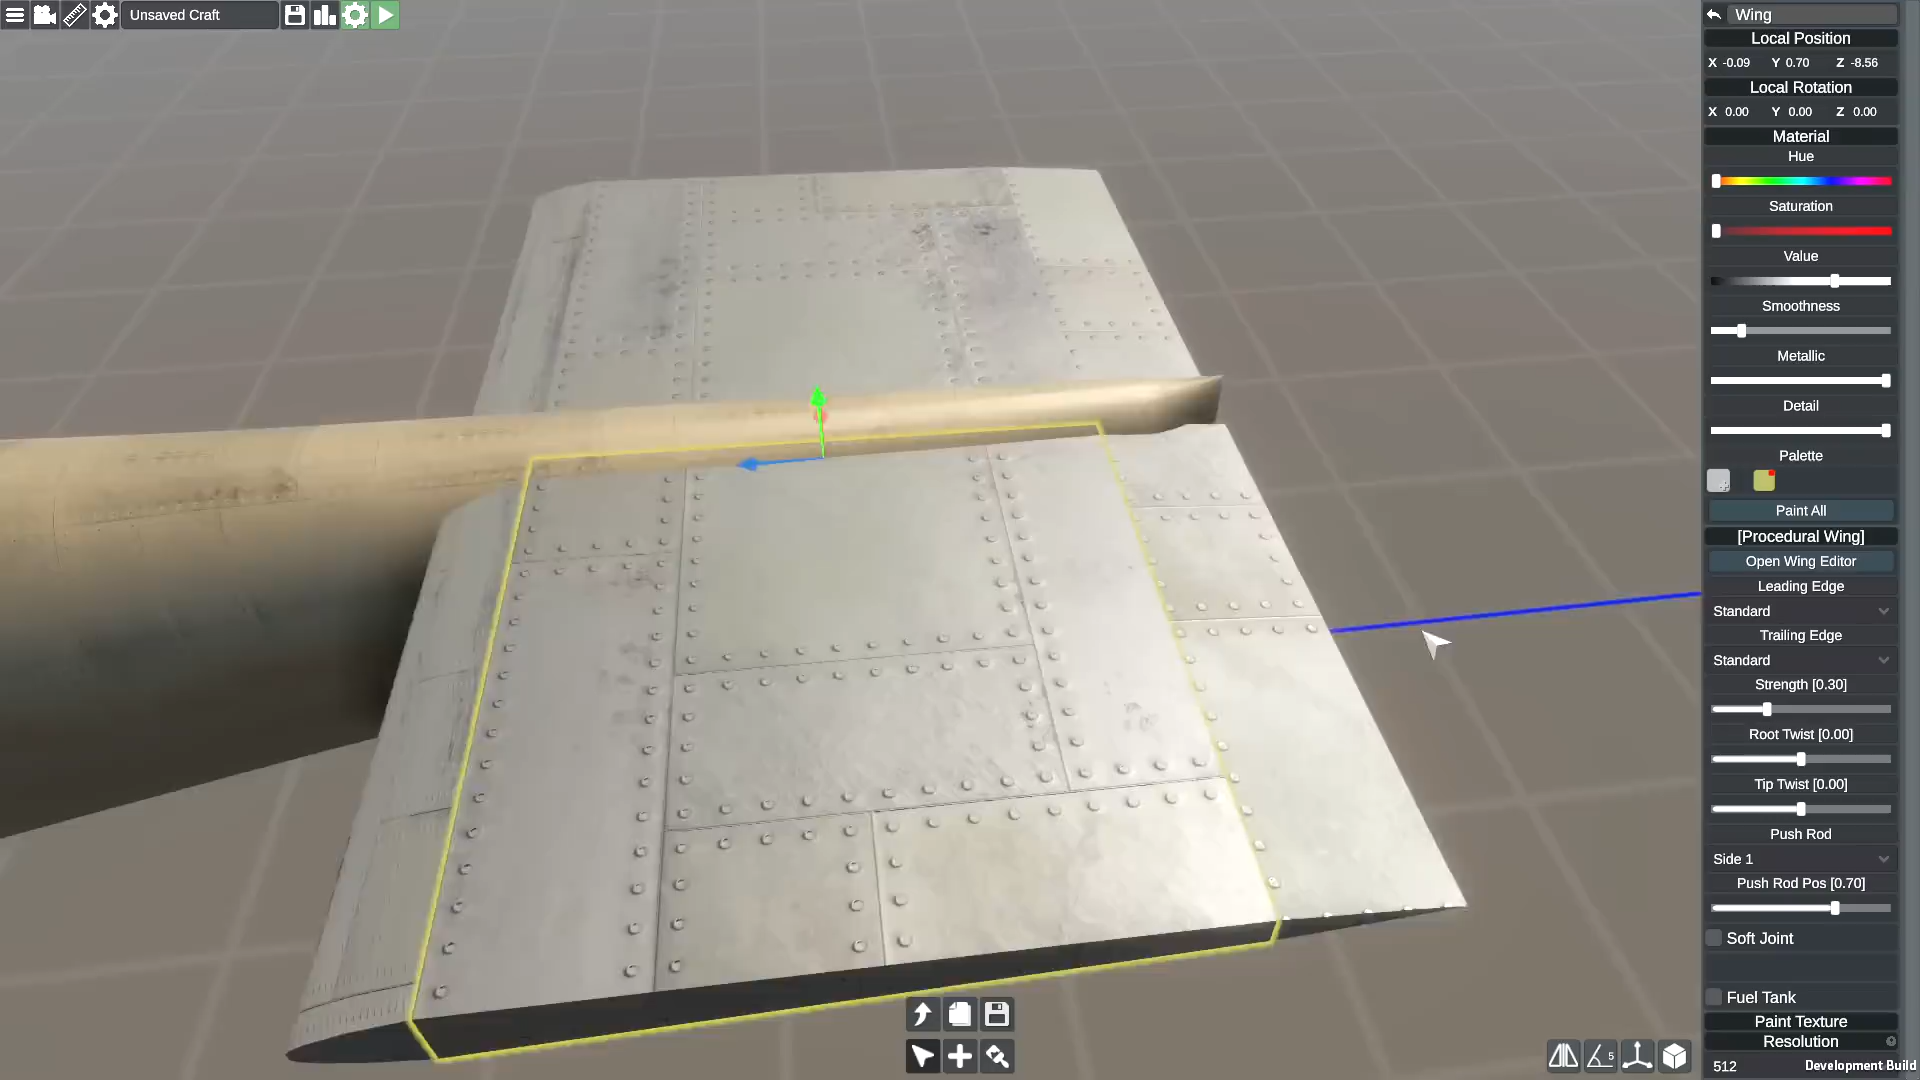 Unsaved Craft
Wing
Local Position
X -0.09 Y 0.70 Z -8.56
Local Rotation
X 0.00 Y 0.00 Z 0.00
Material
Hue
Saturation
Value
Smoothness
Metallic
Detail
Palette
Paint All
[Procedural Wing]
Open Wing Editor
Leading Edge
Standard
Trailing Edge
Standard
Strength [0.30]
Root Twist [0.00]
Tip Twist [0.00]
Push Rod
Side 1
Push Rod Pos [0.70]
Soft Joint
Fuel Tank
Paint Texture
Resolution
5
512
Development Build